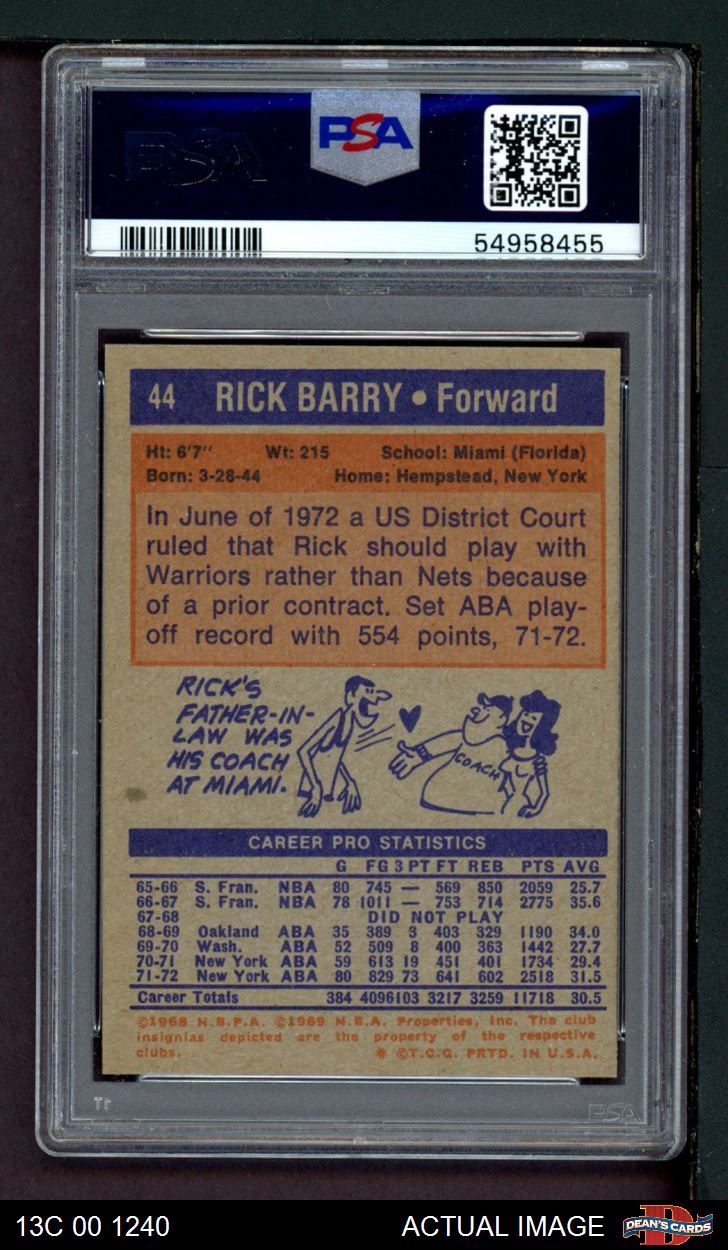 PSA
PSA
54958455
44 RICK BARRY • Forward
Ht: 6'7" Wt: 215 School: Miami (Florida)
Born: 3-28-44 Home: Hempstead, New York
In June of 1972 a US District Court
ruled that Rick should play with
Warriors rather than Nets because
of a prior contract. Set ABA play-
off record with 554 points, 71-72.
RICK'S
FATHER-IN-
LAW WAS
HIS COACH
AT MIAMI.
COACH
CAREER PRO STATISTICS
G FG 3 PT FT REB PTS AVG
65-66 S. Fran. NBA 80 745 — 569 850 2059 25.7
66-67 S. Fran. NBA 78 1011 — 753 714 2775 35.6
67-68 DID NOT PLAY
68-69 Oakland ABA 35 389 3 403 329 1190 34.0
69-70 Wash. ABA 52 509 8 400 363 1442 27.7
70-71 New York ABA 59 613 19 451 401 1734 29.4
71-72 New York ABA 80 829 73 641 602 2518 31.5
Career Totals 384 4096 103 3217 3259 11718 30.5
©1968 N.B.P.A. ©1969 N.B.A. Properties, Inc. The club
insignias depicted are the property of the respective
clubs. * ©T.C.G. PRTD. IN U.S.A.
PSA
13C 00 1240 ACTUAL IMAGE DEAN'S CARDS